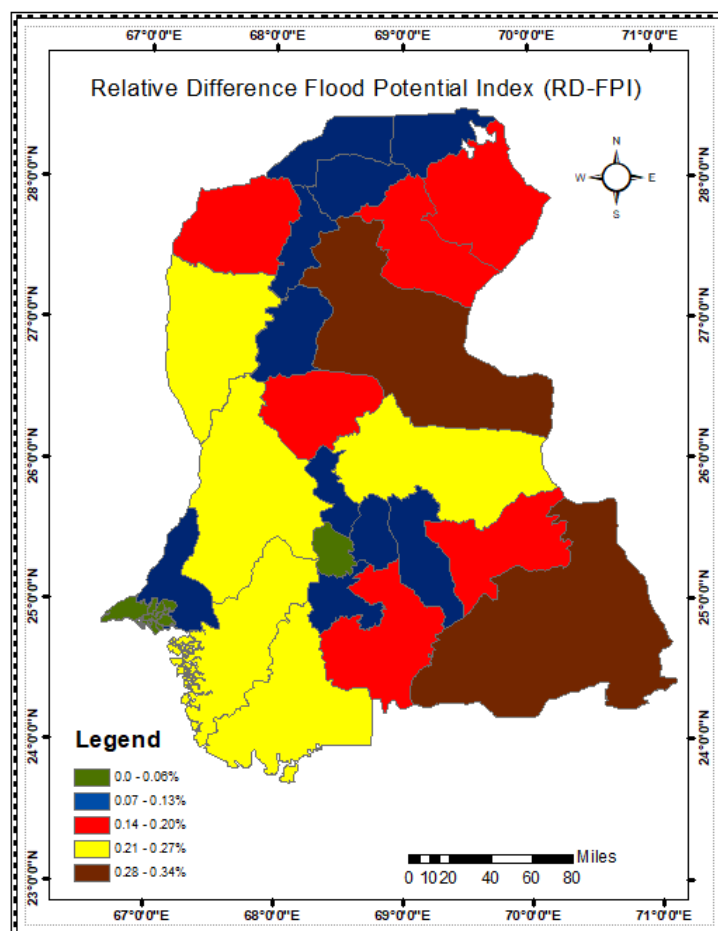 67°0'0"E 68°0'0"E 69°0'0"E 70°0'0"E 71°0'0"E
Relative Difference Flood Potential Index (RD-FPI)
N
W E
S
28°0'0"N 28°0'0"N
27°0'0"N 27°0'0"N
26°0'0"N 26°0'0"N
25°0'0"N 25°0'0"N
24°0'0"N 24°0'0"N
23°0'0"N 23°0'0"N
Legend
0.0 - 0.06%
0.07 - 0.13%
0.14 - 0.20%
0.21 - 0.27%
0.28 - 0.34%
Miles
0 10 20 40 60 80
67°0'0"E 68°0'0"E 69°0'0"E 70°0'0"E 71°0'0"E